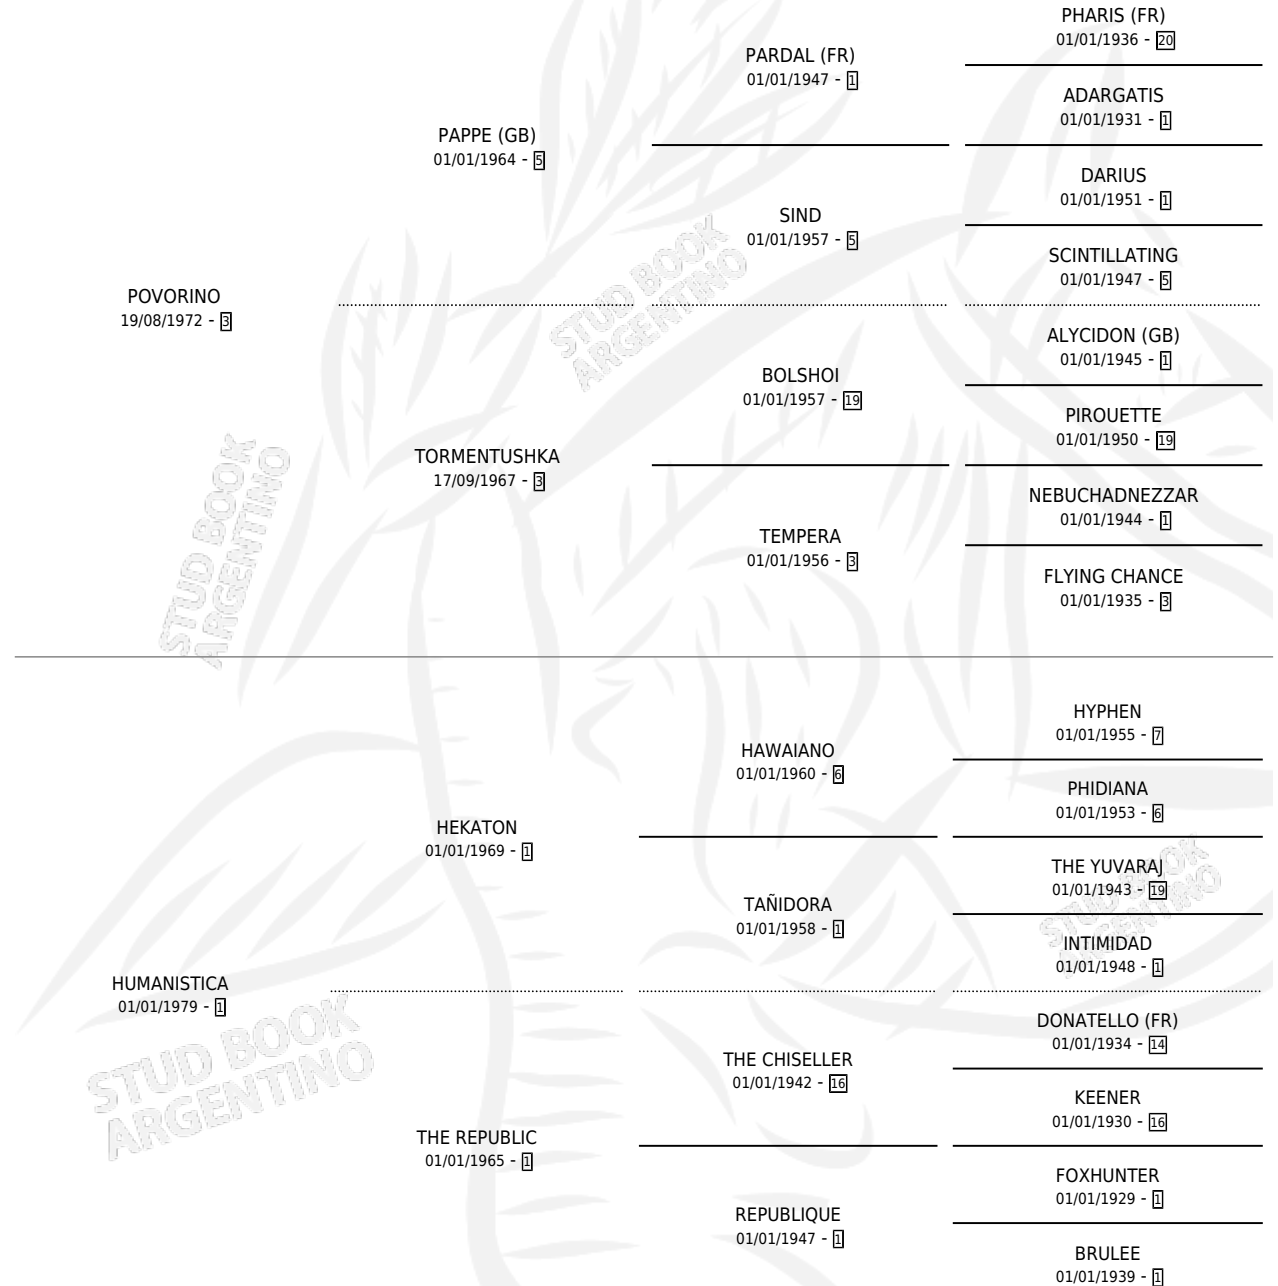 PHARIS (FR)
01/01/1936 - 20
PARDAL (FR)
01/01/1947 - 1
ADARGATIS
01/01/1931 - 1
PAPPE (GB)
01/01/1964 - 5
DARIUS
01/01/1951 - 1
SIND
01/01/1957 - 5
SCINTILLATING
01/01/1947 - 5
POVORINO
19/08/1972 - 3
ALYCIDON (GB)
01/01/1945 - 1
BOLSHOI
01/01/1957 - 19
PIROUETTE
01/01/1950 - 19
TORMENTUSHKA
17/09/1967 - 3
NEBUCHADNEZZAR
01/01/1944 - 1
TEMPERA
01/01/1956 - 3
FLYING CHANCE
01/01/1935 - 3
STUD BOOK
ARGENTINO
STUD BOOK
ARGENTINO
HYPHEN
01/01/1955 - 7
HAWAIANO
01/01/1960 - 6
PHIDIANA
01/01/1953 - 6
HEKATON
01/01/1969 - 1
THE YUVARAJ
01/01/1943 - 19
TAÑIDORA
01/01/1958 - 1
INTIMIDAD
01/01/1948 - 1
HUMANISTICA
01/01/1979 - 1
DONATELLO (FR)
01/01/1934 - 14
THE CHISELLER
01/01/1942 - 16
KEENER
01/01/1930 - 16
THE REPUBLIC
01/01/1965 - 1
FOXHUNTER
01/01/1929 - 1
REPUBLIQUE
01/01/1947 - 1
BRULEE
01/01/1939 - 1
STUD BOOK
ARGENTINO
STUD BOOK
ARGENTINO